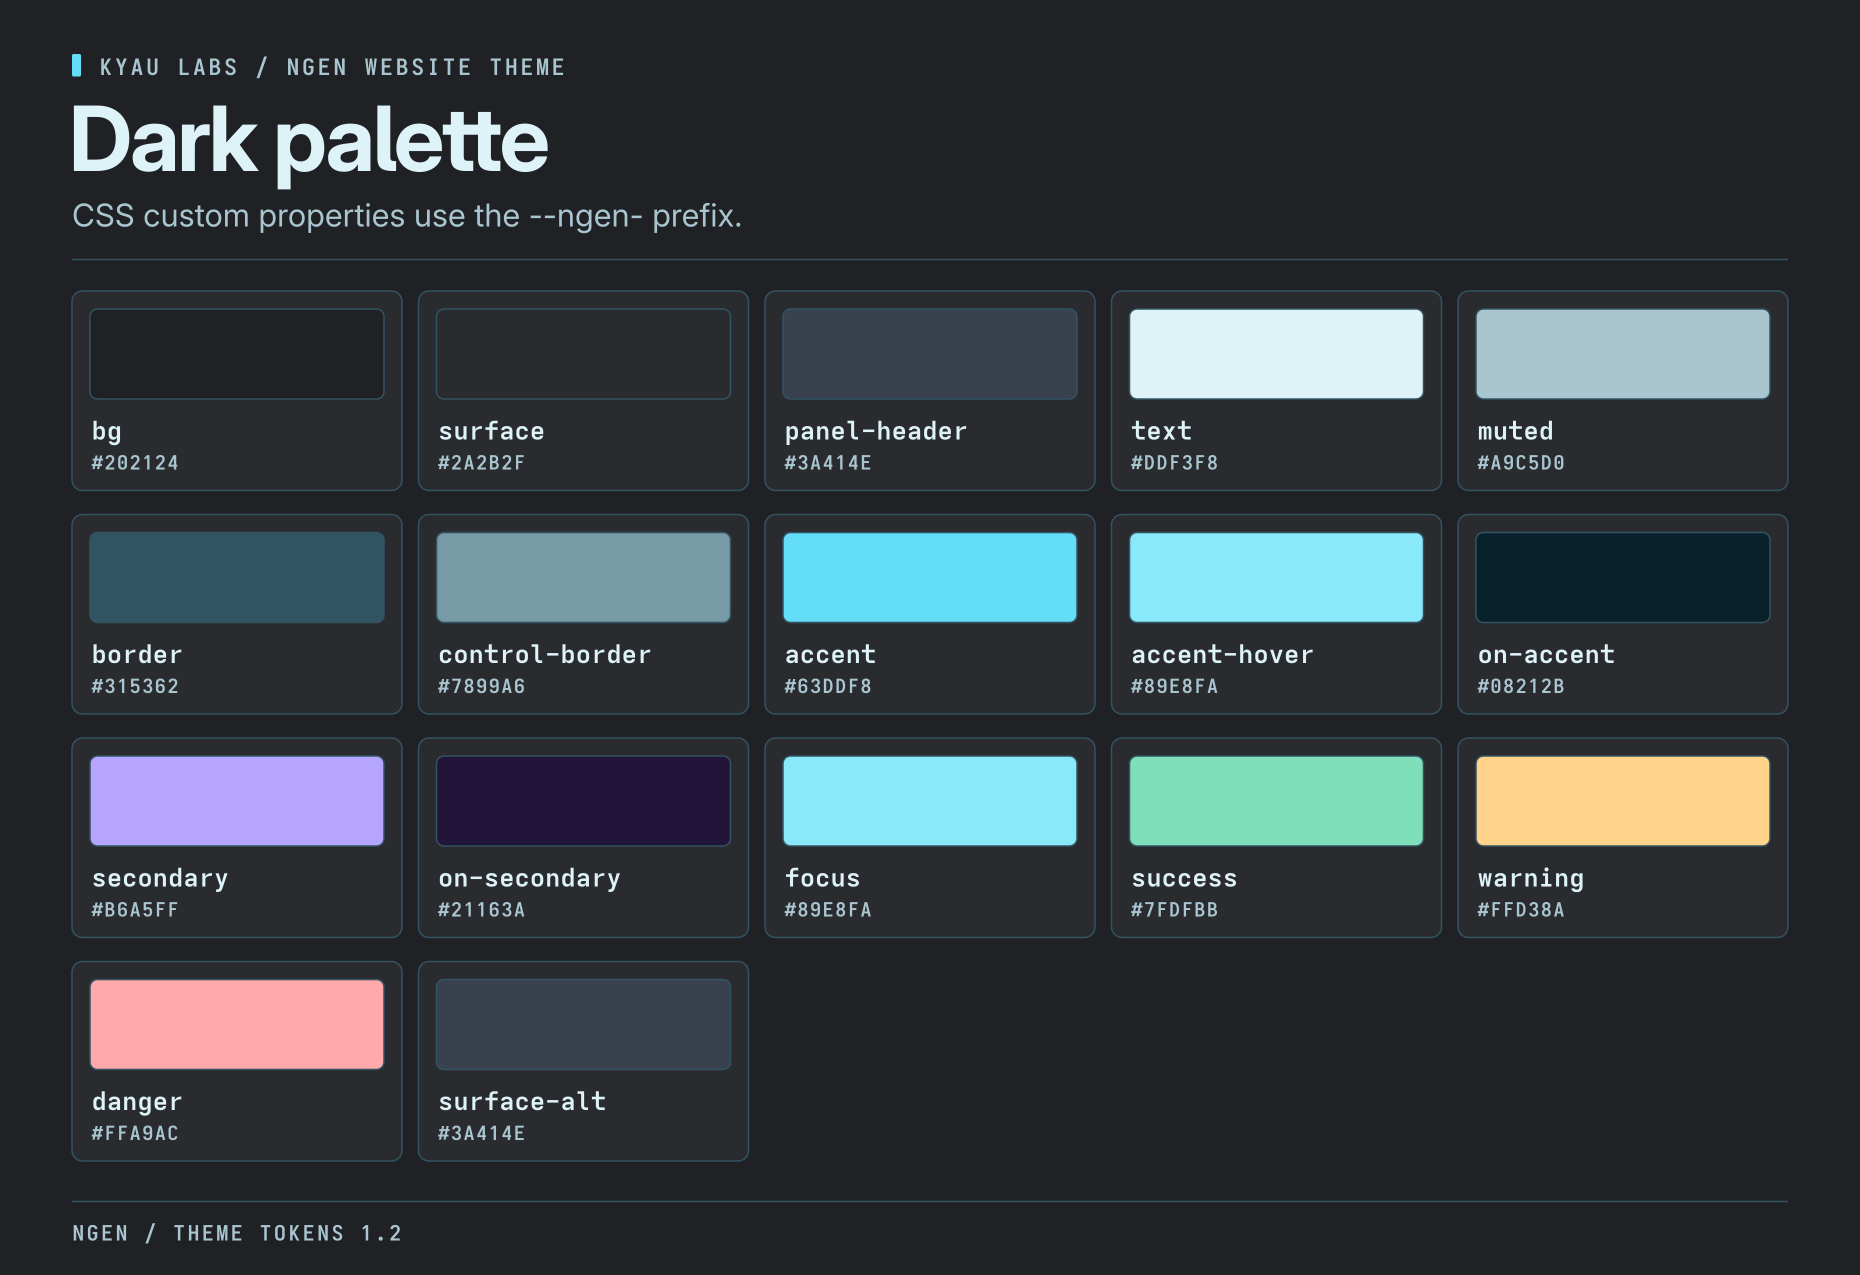 KYAU LABS / NGEN WEBSITE THEME
Dark palette
CSS custom properties use the --ngen- prefix.
bg
#202124
surface
#2A2B2F
panel-header
#3A414E
text
#DDF3F8
muted
#A9C5D0
border
#315362
control-border
#7899A6
accent
#63DDF8
accent-hover
#89E8FA
on-accent
#08212B
secondary
#B6A5FF
on-secondary
#21163A
focus
#89E8FA
success
#7FDFBB
warning
#FFD38A
danger
#FFA9AC
surface-alt
#3A414E
NGEN / THEME TOKENS 1.2